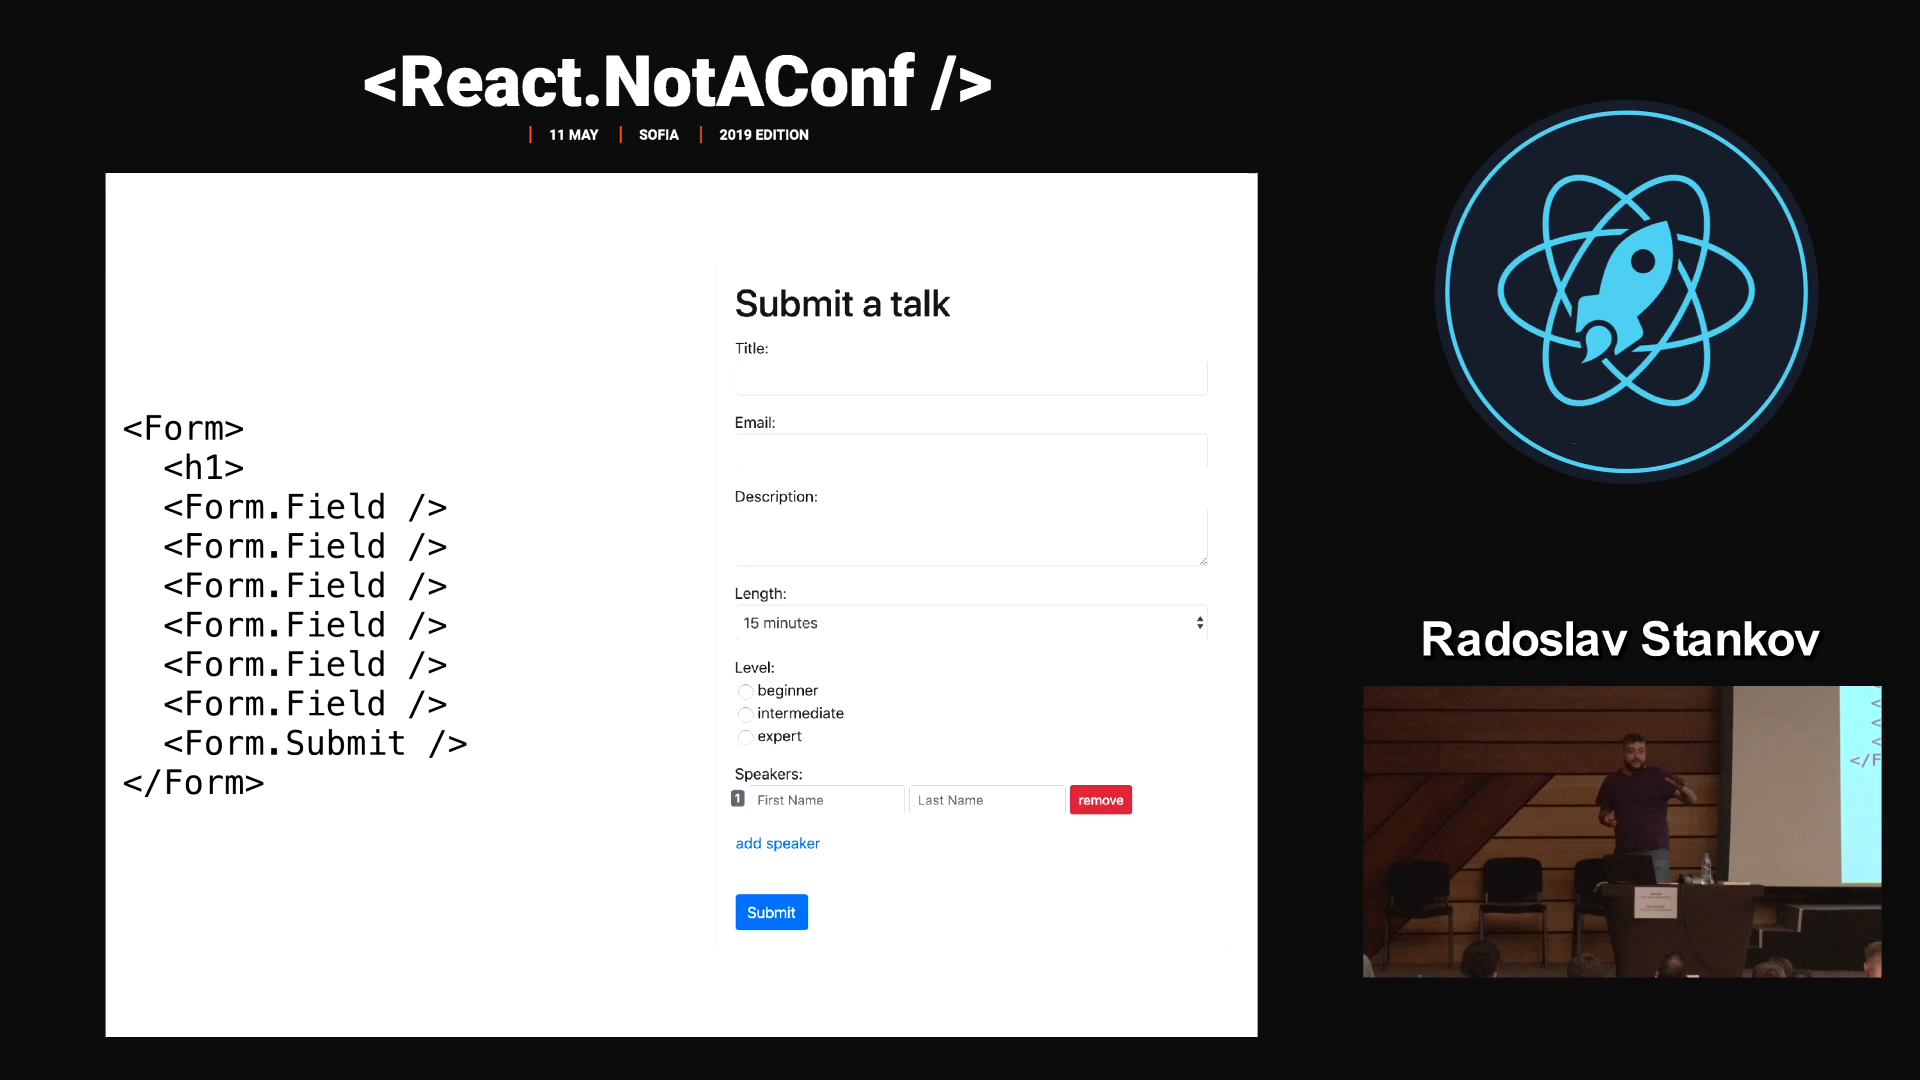 <React.NotAConf />
| 11 MAY | SOFIA | 2019 EDITION
<Form>
<h1>
<Form.Field />
<Form.Field />
<Form.Field />
<Form.Field />
<Form.Field />
<Form.Field />
<Form.Submit />
</Form>
Submit a talk
Title:
Email:
Description:
Length:
15 minutes
Level:
beginner
intermediate
expert
Speakers:
1 First Name Last Name remove
add speaker
Submit
Radoslav Stankov
<
<
<
</F